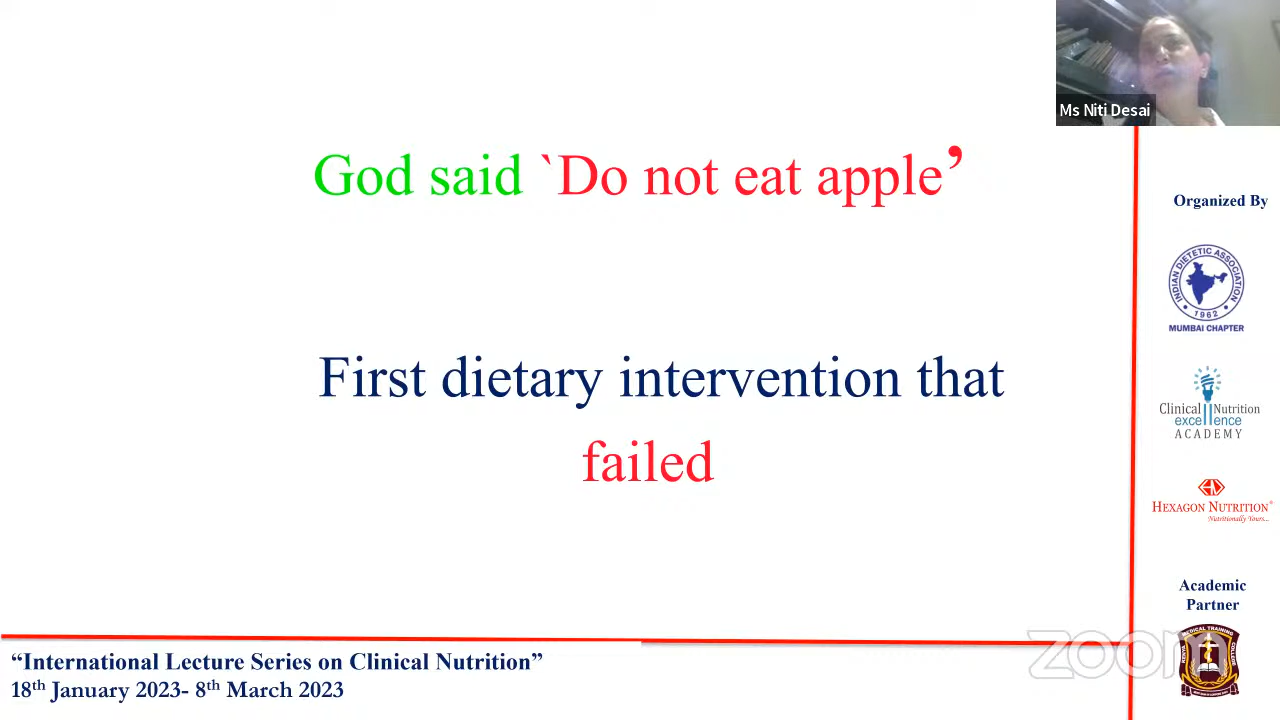 Ms Niti Desai
God said `Do not eat apple’
First dietary intervention that
failed
Organized By
INDIAN DIETETIC ASSOCIATION
1962
MUMBAI CHAPTER
Clinical Nutrition
excellence
ACADEMY
HEXAGON NUTRITION®
Nutritionally Yours...
Academic
Partner
MEDICAL TRAINING
“International Lecture Series on Clinical Nutrition”
18th January 2023- 8th March 2023
zoom